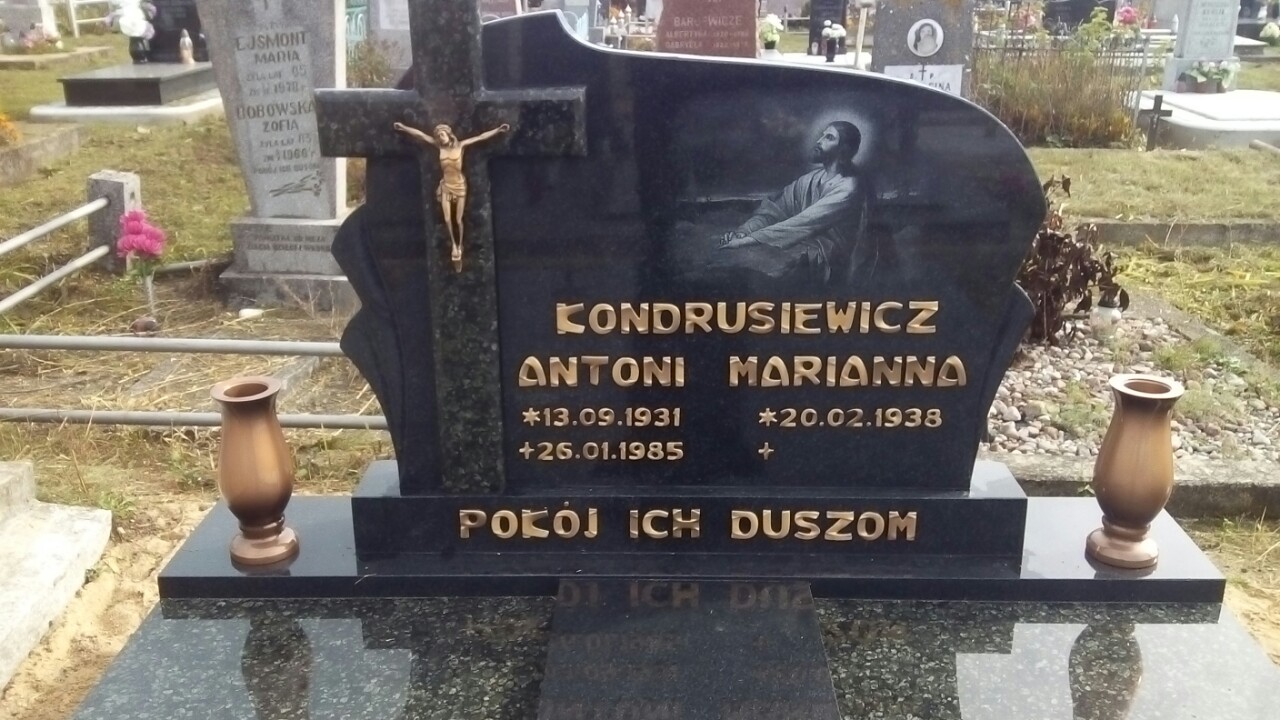 KONDRUSIEWICZ
ANTONI MARIANNA
*13.09.1931 *20.02.1938
+26.01.1985 +
POKÓJ ICH DUSZOM
EJSMONT
MARIA
DOBOWSKA
ZOFIA